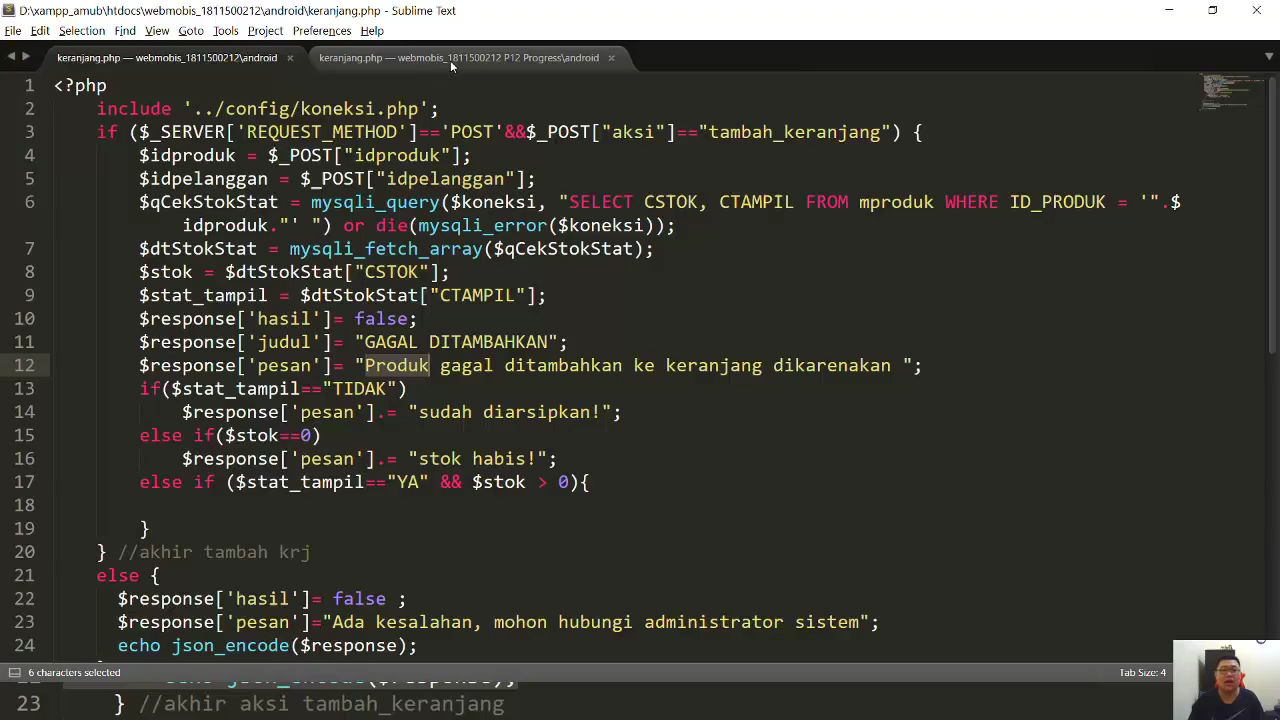 D:\xampp_amub\htdocs\webmobis_1811500212\android\keranjang.php - Sublime Text
File Edit Selection Find View Goto Tools Project Preferences Help
keranjang.php — webmobis_1811500212\android × keranjang.php — webmobis_1811500212 P12 Progress\android ×
1 <?php
2 include '../config/koneksi.php';
3 if ($_SERVER['REQUEST_METHOD']=='POST'&&$_POST["aksi"]=="tambah_keranjang") {
4 $idproduk = $_POST["idproduk"];
5 $idpelanggan = $_POST["idpelanggan"];
6 $qCekStokStat = mysqli_query($koneksi, "SELECT CSTOK, CTAMPIL FROM mproduk WHERE ID_PRODUK = '".$
idproduk."' ") or die(mysqli_error($koneksi));
7 $dtStokStat = mysqli_fetch_array($qCekStokStat);
8 $stok = $dtStokStat["CSTOK"];
9 $stat_tampil = $dtStokStat["CTAMPIL"];
10 $response['hasil']= false;
11 $response['judul']= "GAGAL DITAMBAHKAN";
12 $response['pesan']= "Produk gagal ditambahkan ke keranjang dikarenakan ";
13 if($stat_tampil=="TIDAK")
14 $response['pesan'].= "sudah diarsipkan!";
15 else if($stok==0)
16 $response['pesan'].= "stok habis!";
17 else if ($stat_tampil=="YA" && $stok > 0){
18
19 }
20 } //akhir tambah krj
21 else {
22 $response['hasil']= false ;
23 $response['pesan']="Ada kesalahan, mohon hubungi administrator sistem";
24 echo json_encode($response);
6 characters selected Tab Size: 4
23 } //akhir aksi tambah_keranjang